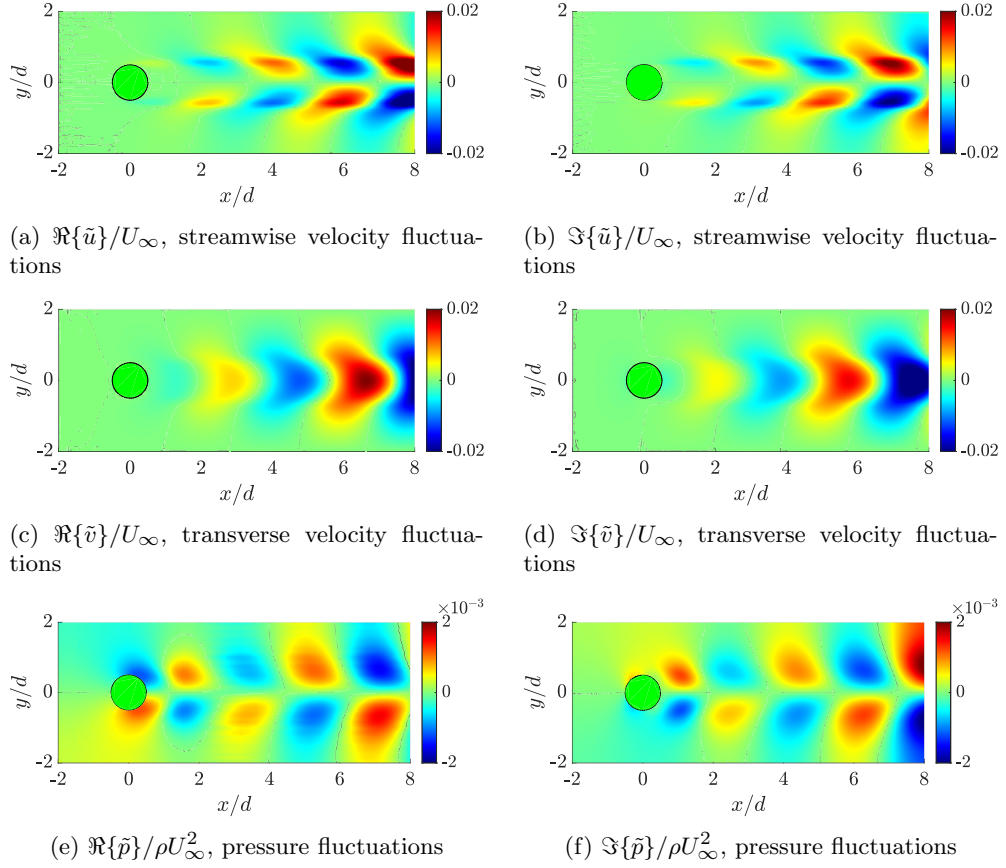 0.02
0
-0.02
2
0
-2
y/d
-2 0 2 4 6 8
x/d
0.02
0
-0.02
2
0
-2
y/d
-2 0 2 4 6 8
x/d
(a) ℜ{ũ}/U∞, streamwise velocity fluctua-
tions
(b) ℑ{ũ}/U∞, streamwise velocity fluctua-
tions
0.02
0
-0.02
2
0
-2
y/d
-2 0 2 4 6 8
x/d
0.02
0
-0.02
2
0
-2
y/d
-2 0 2 4 6 8
x/d
(c) ℜ{ṽ}/U∞, transverse velocity fluctua-
tions
(d) ℑ{ṽ}/U∞, transverse velocity fluctua-
tions
×10⁻³
2
0
-2
2
0
-2
y/d
-2 0 2 4 6 8
x/d
×10⁻³
2
0
-2
2
0
-2
y/d
-2 0 2 4 6 8
x/d
(e) ℜ{p̃}/ρU²∞, pressure fluctuations
(f) ℑ{p̃}/ρU²∞, pressure fluctuations